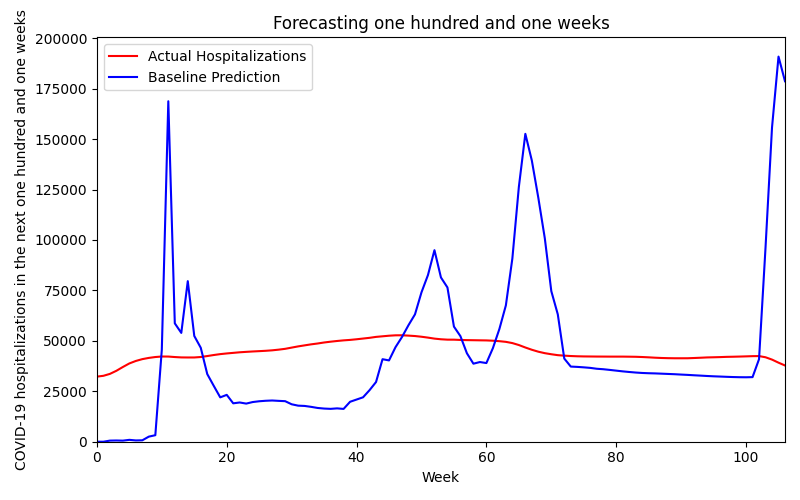 Forecasting one hundred and one weeks
Actual Hospitalizations
Baseline Prediction
COVID-19 hospitalizations in the next one hundred and one weeks
200000
175000
150000
125000
100000
75000
50000
25000
0
0 20 40 60 80 100
Week